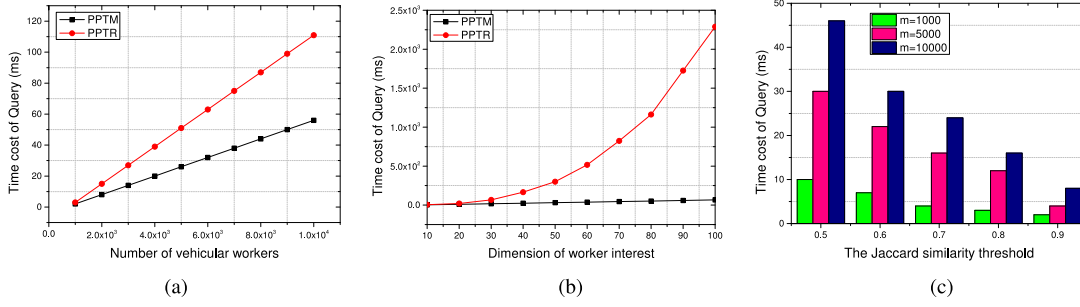 Time cost of Query (ms)
PPTM
PPTR
120
100
80
60
40
20
0
0.0 2.0x10³ 4.0x10³ 6.0x10³ 8.0x10³ 1.0x10⁴
Number of vehicular workers
(a)
Time cost of Query (ms)
PPTM
PPTR
2.5x10³
2.0x10³
1.5x10³
1.0x10³
5.0x10²
0.0
10 20 30 40 50 60 70 80 90 100
Dimension of worker interest
(b)
Time cost of Query (ms)
m=1000
m=5000
m=10000
50
40
30
20
10
0
0.5 0.6 0.7 0.8 0.9
The Jaccard similarity threshold
(c)